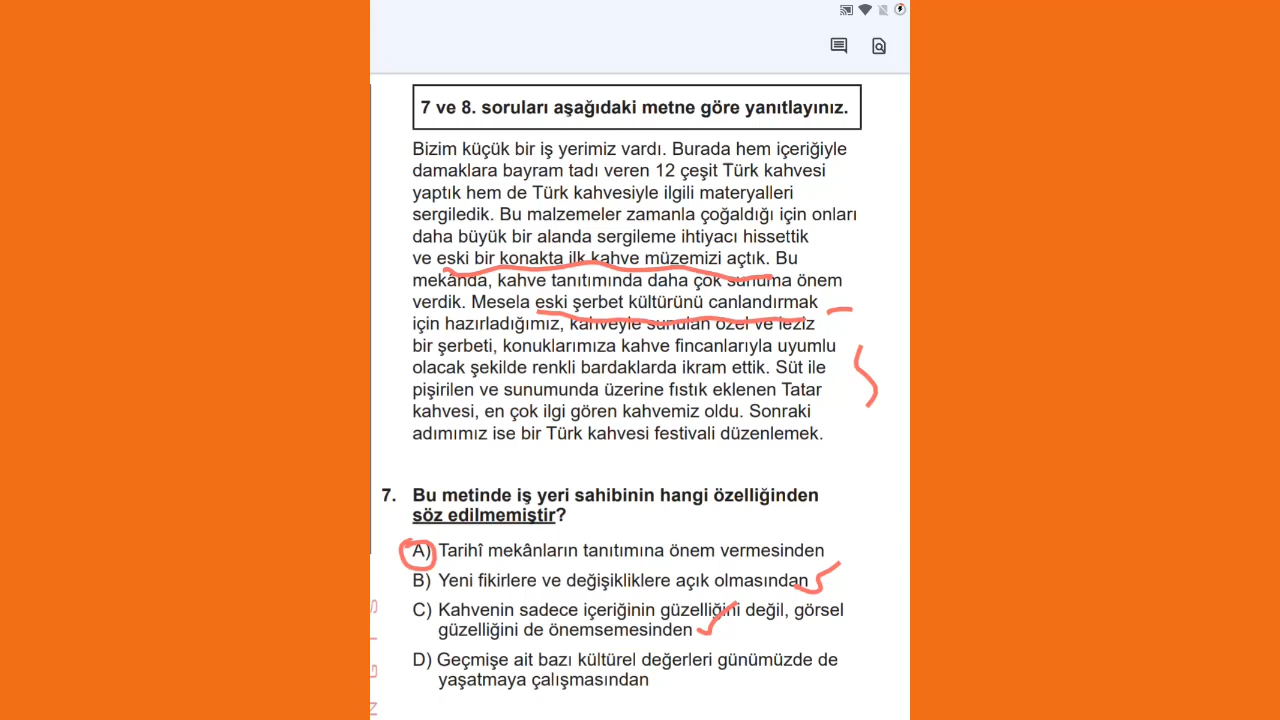 7 ve 8. soruları aşağıdaki metne göre yanıtlayınız.
Bizim küçük bir iş yerimiz vardı. Burada hem içeriğiyle
damaklara bayram tadı veren 12 çeşit Türk kahvesi
yaptık hem de Türk kahvesiyle ilgili materyalleri
sergiledik. Bu malzemeler zamanla çoğaldığı için onları
daha büyük bir alanda sergileme ihtiyacı hissettik
ve eski bir konakta ilk kahve müzemizi açtık. Bu
mekânda, kahve tanıtımında daha çok sunuma önem
verdik. Mesela eski şerbet kültürünü canlandırmak
için hazırladığımız, kahveyle sunulan özel ve leziz
bir şerbeti, konuklarımıza kahve fincanlarıyla uyumlu
olacak şekilde renkli bardaklarda ikram ettik. Süt ile
pişirilen ve sunumunda üzerine fıstık eklenen Tatar
kahvesi, en çok ilgi gören kahvemiz oldu. Sonraki
adımımız ise bir Türk kahvesi festivali düzenlemek.
7. Bu metinde iş yeri sahibinin hangi özelliğinden
söz edilmemiştir?
A) Tarihî mekânların tanıtımına önem vermesinden
B) Yeni fikirlere ve değişikliklere açık olmasından
C) Kahvenin sadece içeriğinin güzelliğini değil, görsel
güzelliğini de önemsemesinden
D) Geçmişe ait bazı kültürel değerleri günümüzde de
yaşatmaya çalışmasından
N G I S